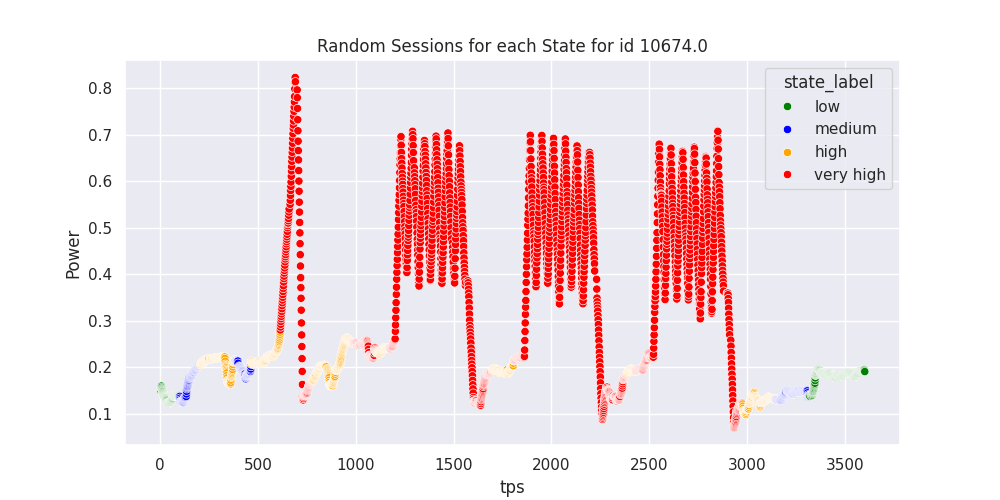 Random Sessions for each State for id 10674.0
state_label
low
medium
high
very high
Power
0.8
0.7
0.6
0.5
0.4
0.3
0.2
0.1
0 500 1000 1500 2000 2500 3000 3500
tps